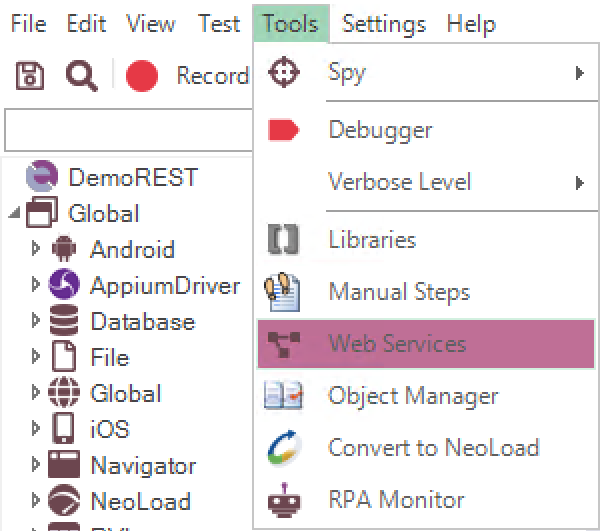 File Edit View Test Tools Settings Help
Record
Spy
Debugger
Verbose Level
Libraries
Manual Steps
Web Services
Object Manager
Convert to NeoLoad
RPA Monitor
DemoREST
Global
Android
AppiumDriver
Database
File
Global
iOS
Navigator
NeoLoad